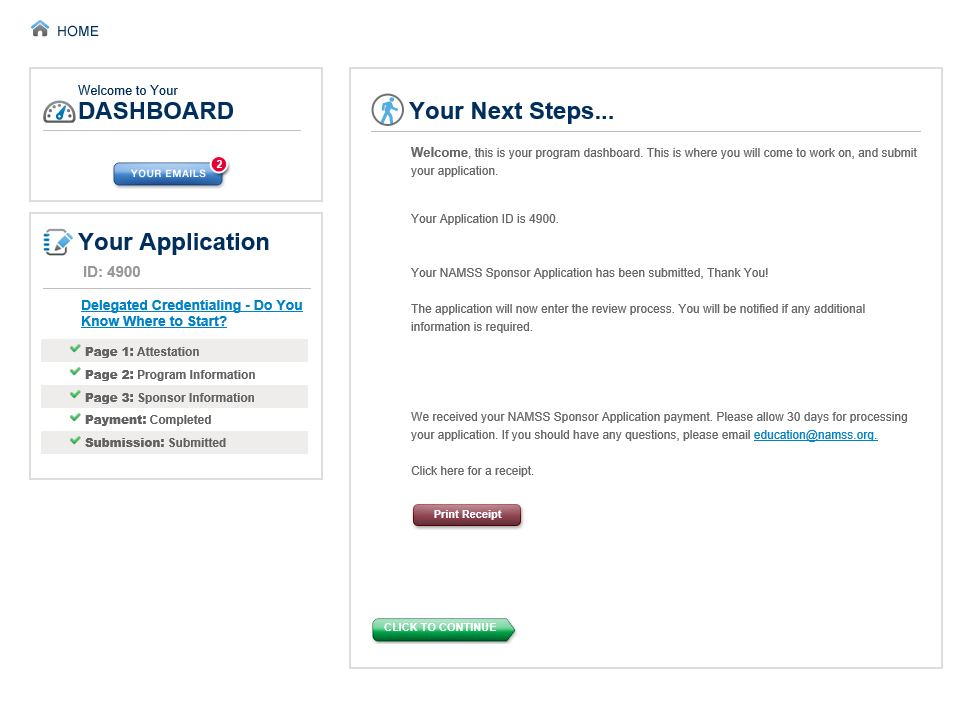 HOME
Welcome to Your
DASHBOARD
YOUR EMAILS
2
Your Application
ID: 4900
Delegated Credentialing - Do You
Know Where to Start?
Page 1: Attestation
Page 2: Program Information
Page 3: Sponsor Information
Payment: Completed
Submission: Submitted
Your Next Steps...
Welcome, this is your program dashboard. This is where you will come to work on, and submit
your application.
Your Application ID is 4900.
Your NAMSS Sponsor Application has been submitted, Thank You!
The application will now enter the review process. You will be notified if any additional
information is required.
We received your NAMSS Sponsor Application payment. Please allow 30 days for processing
your application. If you should have any questions, please email education@namss.org.
Click here for a receipt.
Print Receipt
CLICK TO CONTINUE